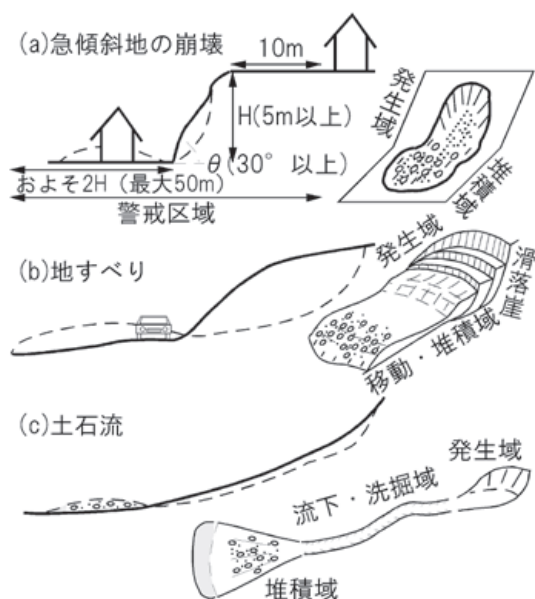 (a)急傾斜地の崩壊
10m
H(5m以上)
θ(30°以上)
およそ2H(最大50m)
警戒区域
発生域
堆積域
(b)地すべり
発生域
滑落崖
移動・堆積域
(c)土石流
発生域
流下・洗掘域
堆積域